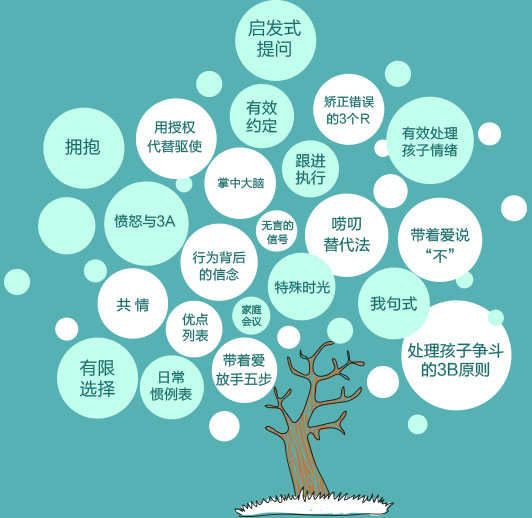 启发式
提问
有效
约定
矫正错误
的3个R
用授权
代替驱使
有效处理
孩子情绪
拥抱
跟进
执行
掌中大脑
愤怒与3A
无言的
信号
唠叨
替代法
带着爱说
“不”
行为背后
的信念
特殊时光
共 情
优点
列表
家庭
会议
我句式
处理孩子争斗
的3B原则
有限
选择
日常
惯例表
带着爱
放手五步